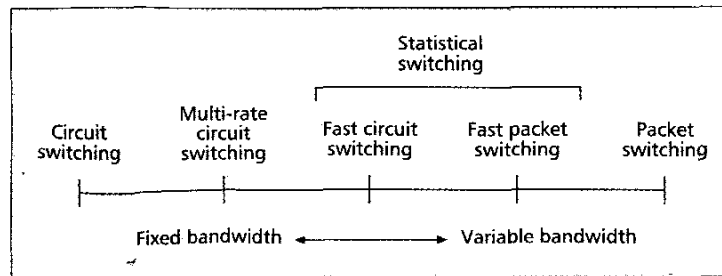 Statistical
switching
Circuit
switching
Multi-rate
circuit
switching
Fast circuit
switching
Fast packet
switching
Packet
switching
Fixed bandwidth
Variable bandwidth